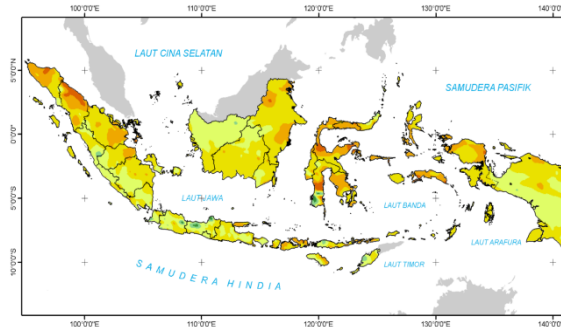 100°0'0"E 110°0'0"E 120°0'0"E 130°0'0"E 140°0'0"E
LAUT CINA SELATAN
5°0'0"N
SAMUDERA PASIFIK
0°0'0"
LAUT JAWA
LAUT BANDA
5°0'0"S
LAUT ARAFURA
LAUT TIMOR
10°0'0"S
SAMUDERA HINDIA
100°0'0"E 110°0'0"E 120°0'0"E 130°0'0"E 140°0'